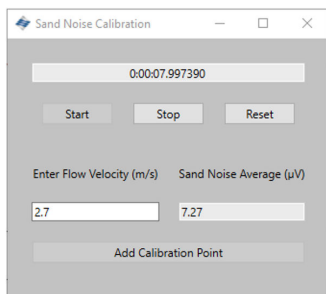 Sand Noise Calibration
0:00:07.997390
Start Stop Reset
Enter Flow Velocity (m/s) Sand Noise Average (µV)
2.7 7.27
Add Calibration Point